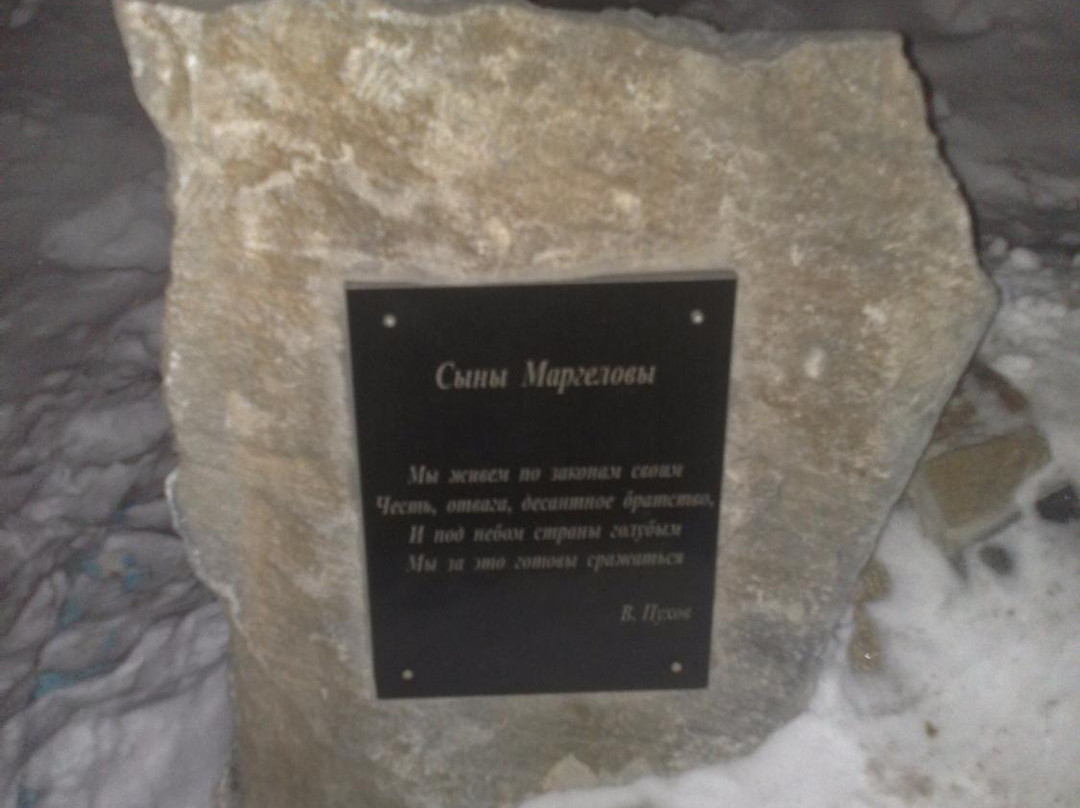 Сыны Маргеловы
Мы живем по законам своим
Честь, отвага, десантное братство,
И под небом страны голубым
Мы за это готовы сражаться
В. Пухов